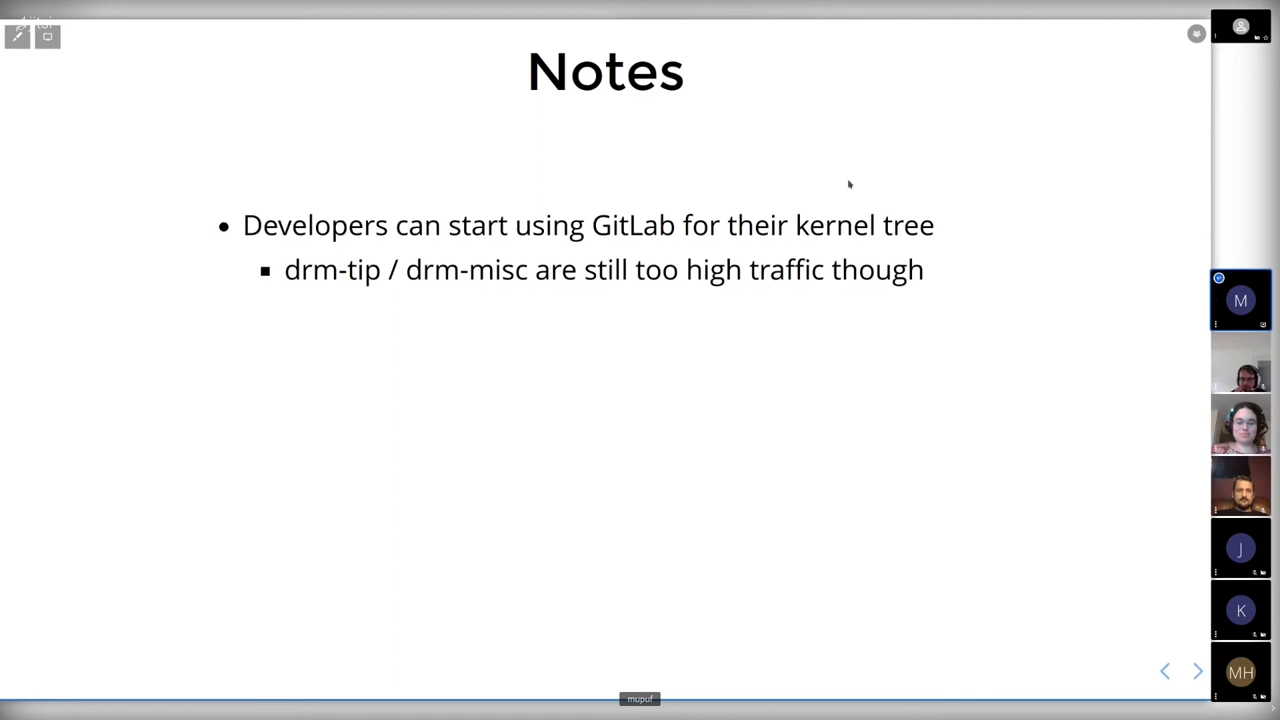 Notes
Developers can start using GitLab for their kernel tree
drm-tip / drm-misc are still too high traffic though
M
J
K
MH
mupuf